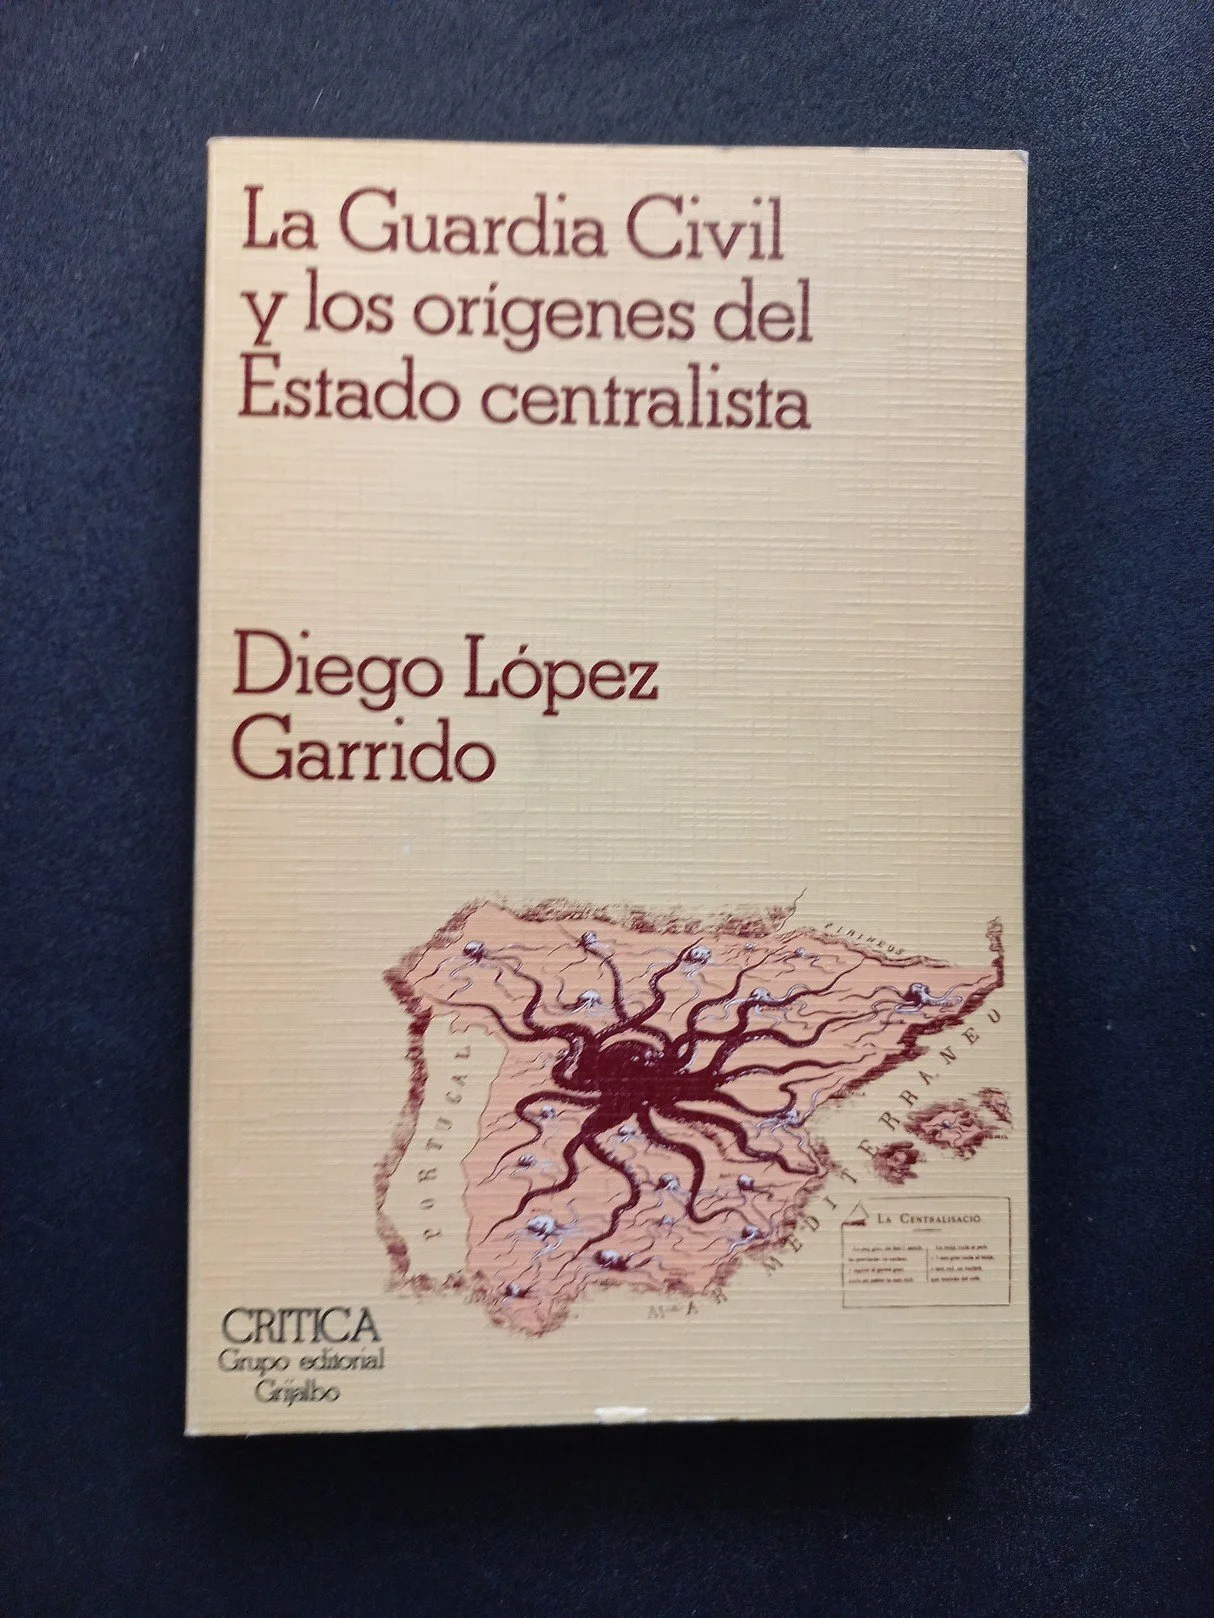 La Guardia Civil
y los orígenes del
Estado centralista
Diego López
Garrido
PIRINEUS
PORTUGAL
MAR MEDITERRANEO
LA CENTRALISACIÓ
CRITICA
Grupo editorial
Grijalbo